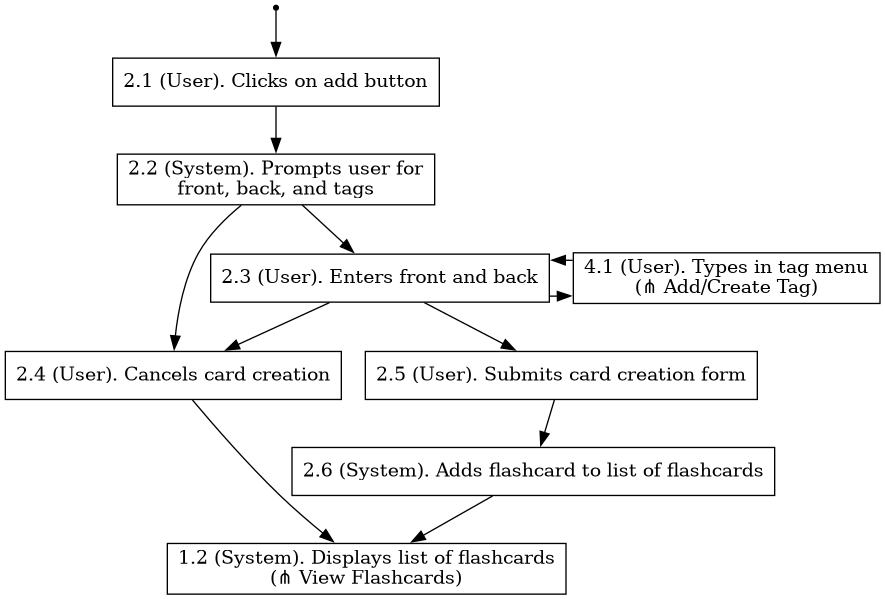 2.1 (User). Clicks on add button
2.2 (System). Prompts user for
front, back, and tags
2.3 (User). Enters front and back
4.1 (User). Types in tag menu
(⋔ Add/Create Tag)
2.4 (User). Cancels card creation
2.5 (User). Submits card creation form
2.6 (System). Adds flashcard to list of flashcards
1.2 (System). Displays list of flashcards
(⋔ View Flashcards)